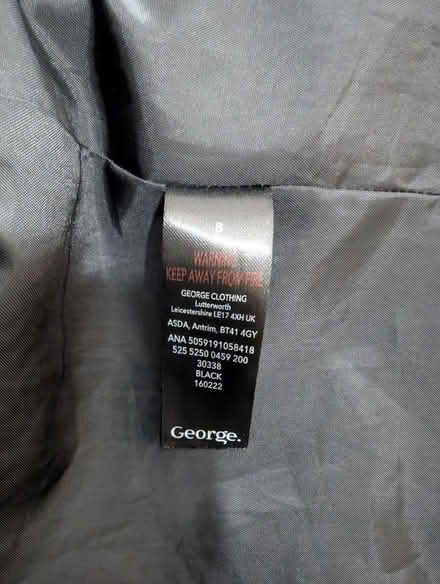 8
WARNING
KEEP AWAY FROM FIRE
GEORGE CLOTHING
Lutterworth
Leicestershire LE17 4XH UK
ASDA, Antrim, BT41 4GY
ANA 5059191058418
525 5250 0459 200
30338
BLACK
160222
George.